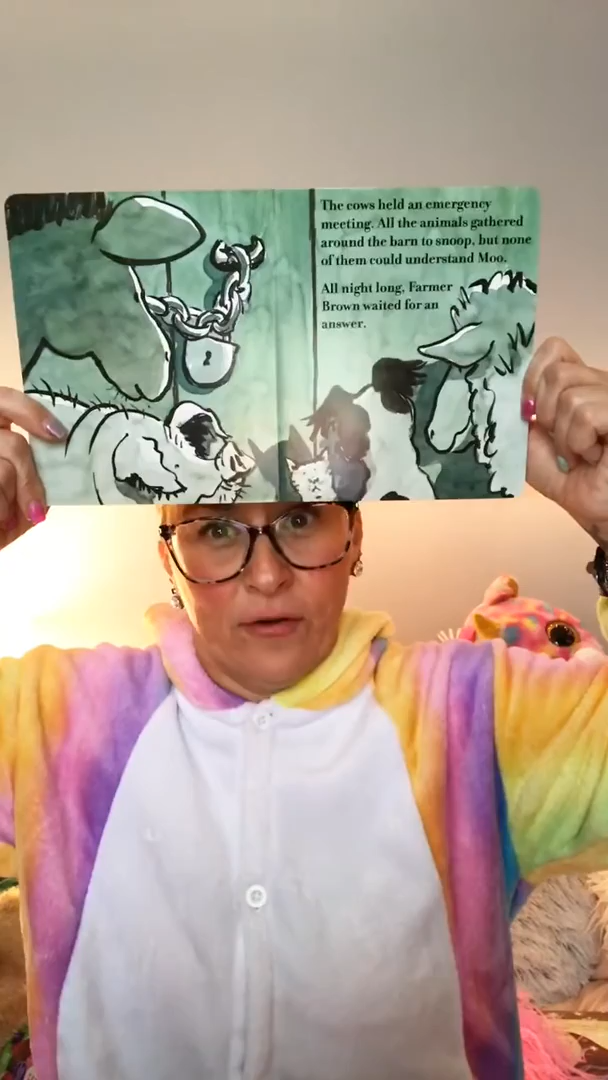 The cows held an emergency
meeting. All the animals gathered
around the barn to snoop, but none
of them could understand Moo.
All night long, Farmer
Brown waited for an
answer.